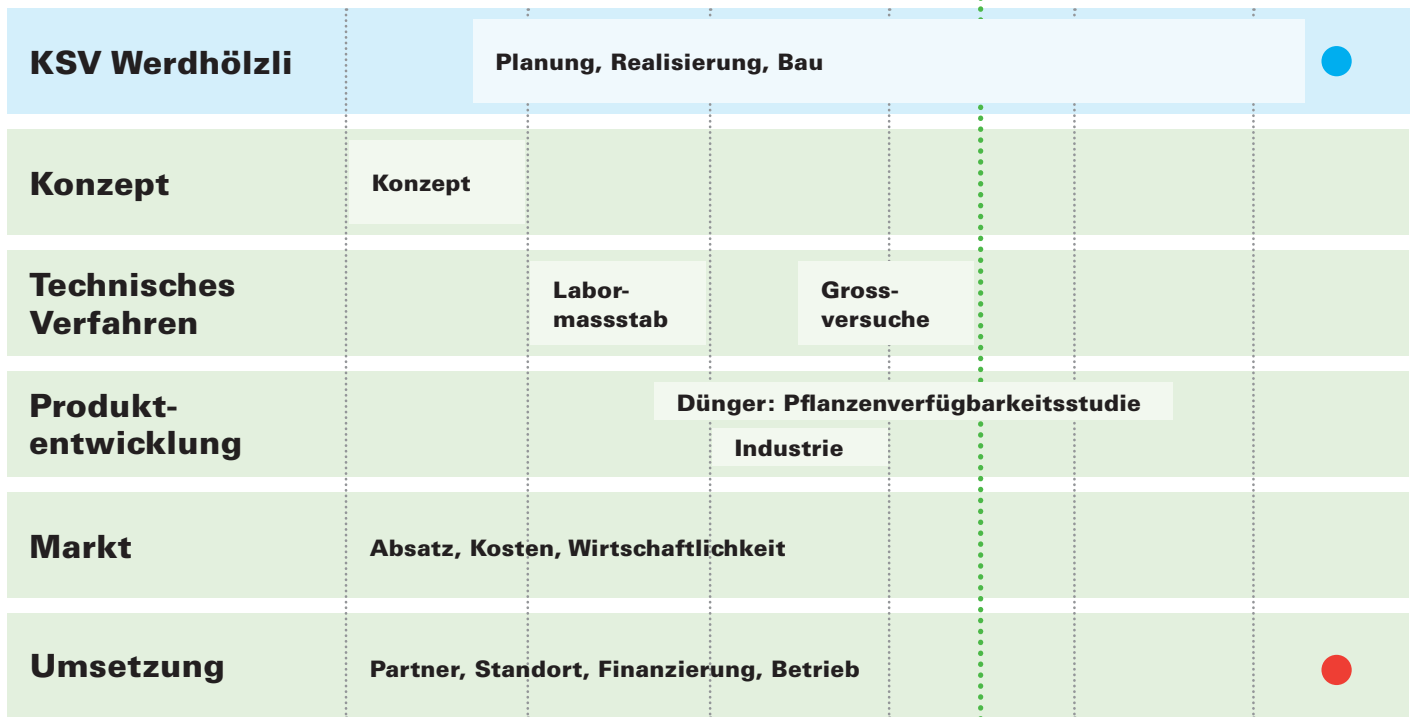 KSV Werdhölzli
Planung, Realisierung, Bau
Konzept
Konzept
Technisches
Verfahren
Labor-
massstab
Gross-
versuche
Produkt-
entwicklung
Dünger: Pflanzenverfügbarkeitsstudie
Industrie
Markt
Absatz, Kosten, Wirtschaftlichkeit
Umsetzung
Partner, Standort, Finanzierung, Betrieb